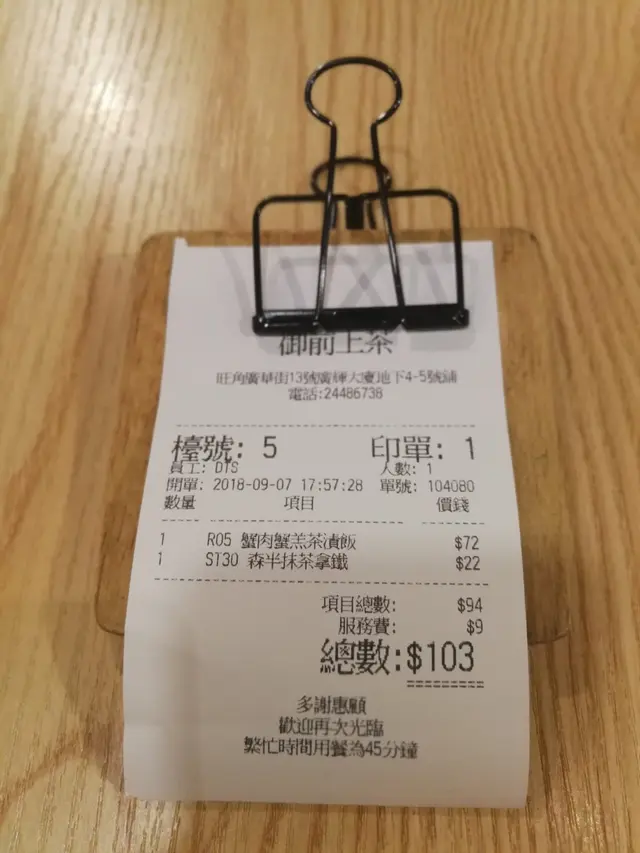 御前上茶
旺角廣華街13號廣輝大廈地下4-5號舖
電話:24486738
檯號: 5 印單: 1
員工: DTS 人數: 1
開單: 2018-09-07 17:57:28 單號: 104080
數量 項目 價錢
1 R05 蟹肉蟹羔茶漬飯 $72
1 ST30 森半抹茶拿鐵 $22
項目總數: $94
服務費: $9
總數:$103
多謝惠顧
歡迎再次光臨
繁忙時間用餐為45分鐘